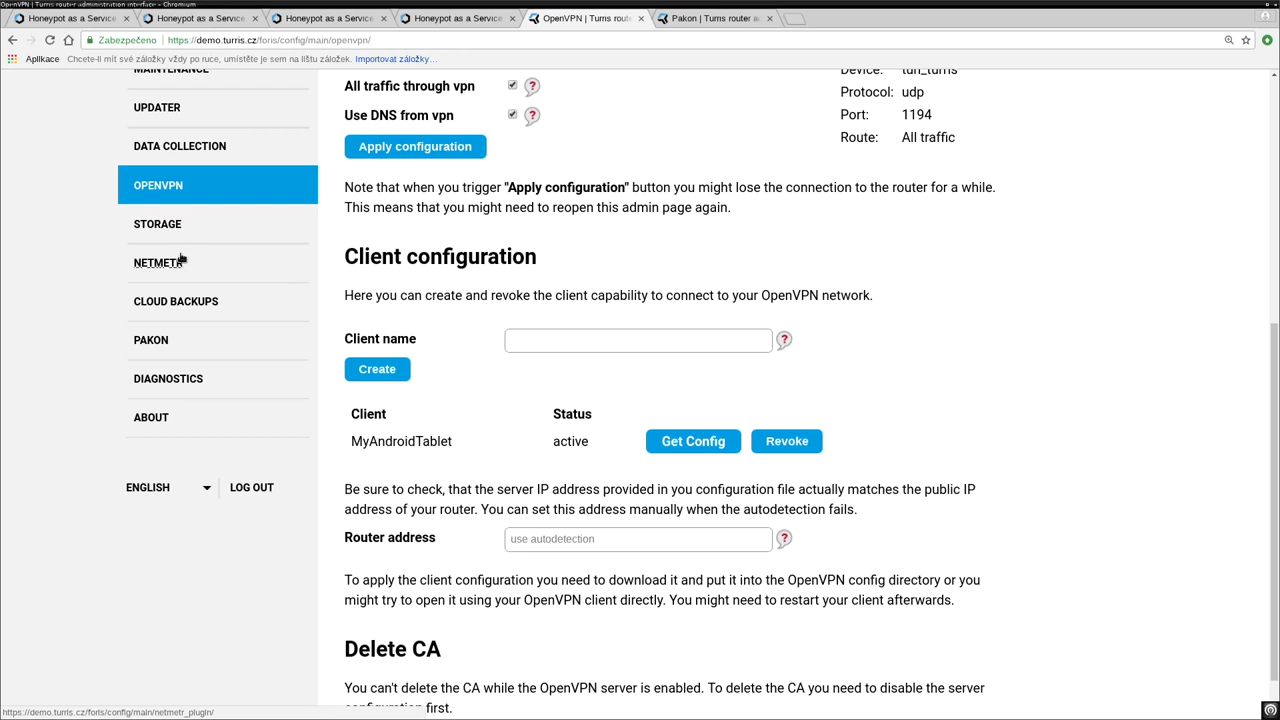 OpenVPN | Turris router administration interface - Chromium
Honeypot as a Service
Honeypot as a Service
Honeypot as a Service
Honeypot as a Service
OpenVPN | Turris route
Pakon | Turris router ad
Zabezpečeno
https://demo.turris.cz/foris/config/main/openvpn/
Aplikace
Chcete-li mít své záložky vždy po ruce, umístěte je sem na lištu záložek.
Importovat záložky…
MAINTENANCE
UPDATER
DATA COLLECTION
OPENVPN
STORAGE
NETMETR
CLOUD BACKUPS
PAKON
DIAGNOSTICS
ABOUT
ENGLISH
LOG OUT
Device: tun_turris
All traffic through vpn
Protocol: udp
Use DNS from vpn
Port: 1194
Route: All traffic
Apply configuration
Note that when you trigger "Apply configuration" button you might lose the connection to the router for a while.
This means that you might need to reopen this admin page again.
Client configuration
Here you can create and revoke the client capability to connect to your OpenVPN network.
Client name
Create
Client Status
MyAndroidTablet active Get Config Revoke
Be sure to check, that the server IP address provided in you configuration file actually matches the public IP
address of your router. You can set this address manually when the autodetection fails.
Router address use autodetection
To apply the client configuration you need to download it and put it into the OpenVPN config directory or you
might try to open it using your OpenVPN client directly. You might need to restart your client afterwards.
Delete CA
You can't delete the CA while the OpenVPN server is enabled. To delete the CA you need to disable the server
configuration first.
https://demo.turris.cz/foris/config/main/netmetr_plugin/